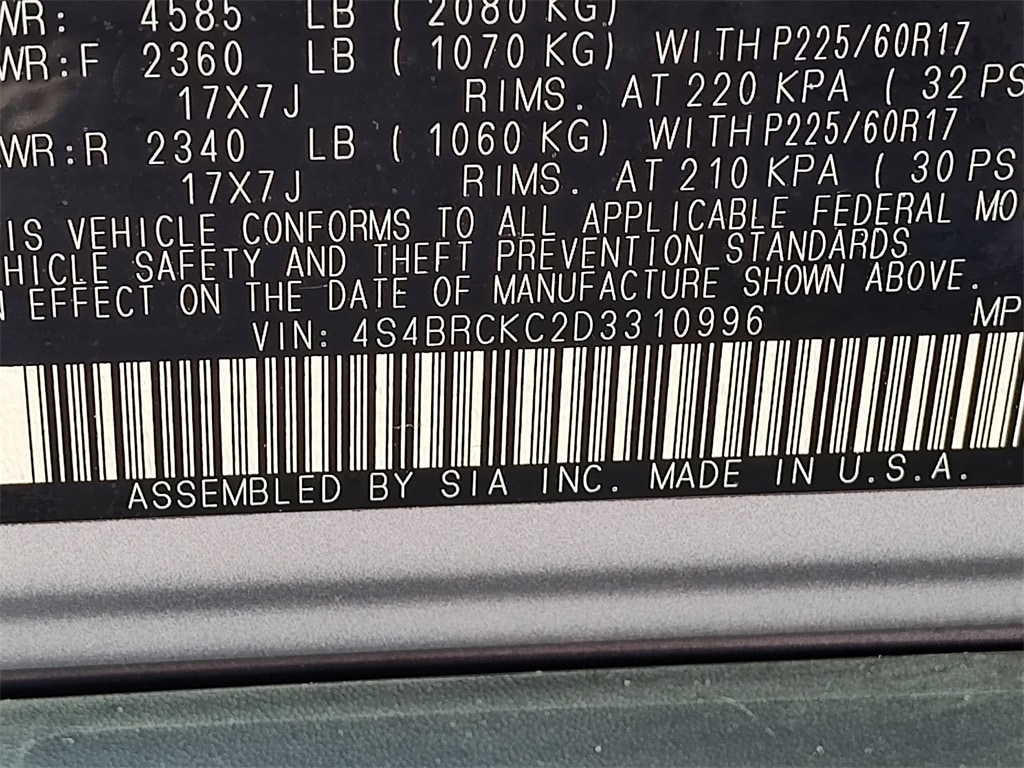 WR: 4585 LB ( 2080 KG)
WR:F 2360 LB ( 1070 KG) WITH P225/60R17
17X7J RIMS. AT 220 KPA ( 32 PS
WR:R 2340 LB ( 1060 KG) WITH P225/60R17
17X7J RIMS. AT 210 KPA ( 30 PS
IS VEHICLE CONFORMS TO ALL APPLICABLE FEDERAL MO
HICLE SAFETY AND THEFT PREVENTION STANDARDS
N EFFECT ON THE DATE OF MANUFACTURE SHOWN ABOVE.
VIN: 4S4BRCKC2D3310996 MP
ASSEMBLED BY SIA INC. MADE IN U.S.A.